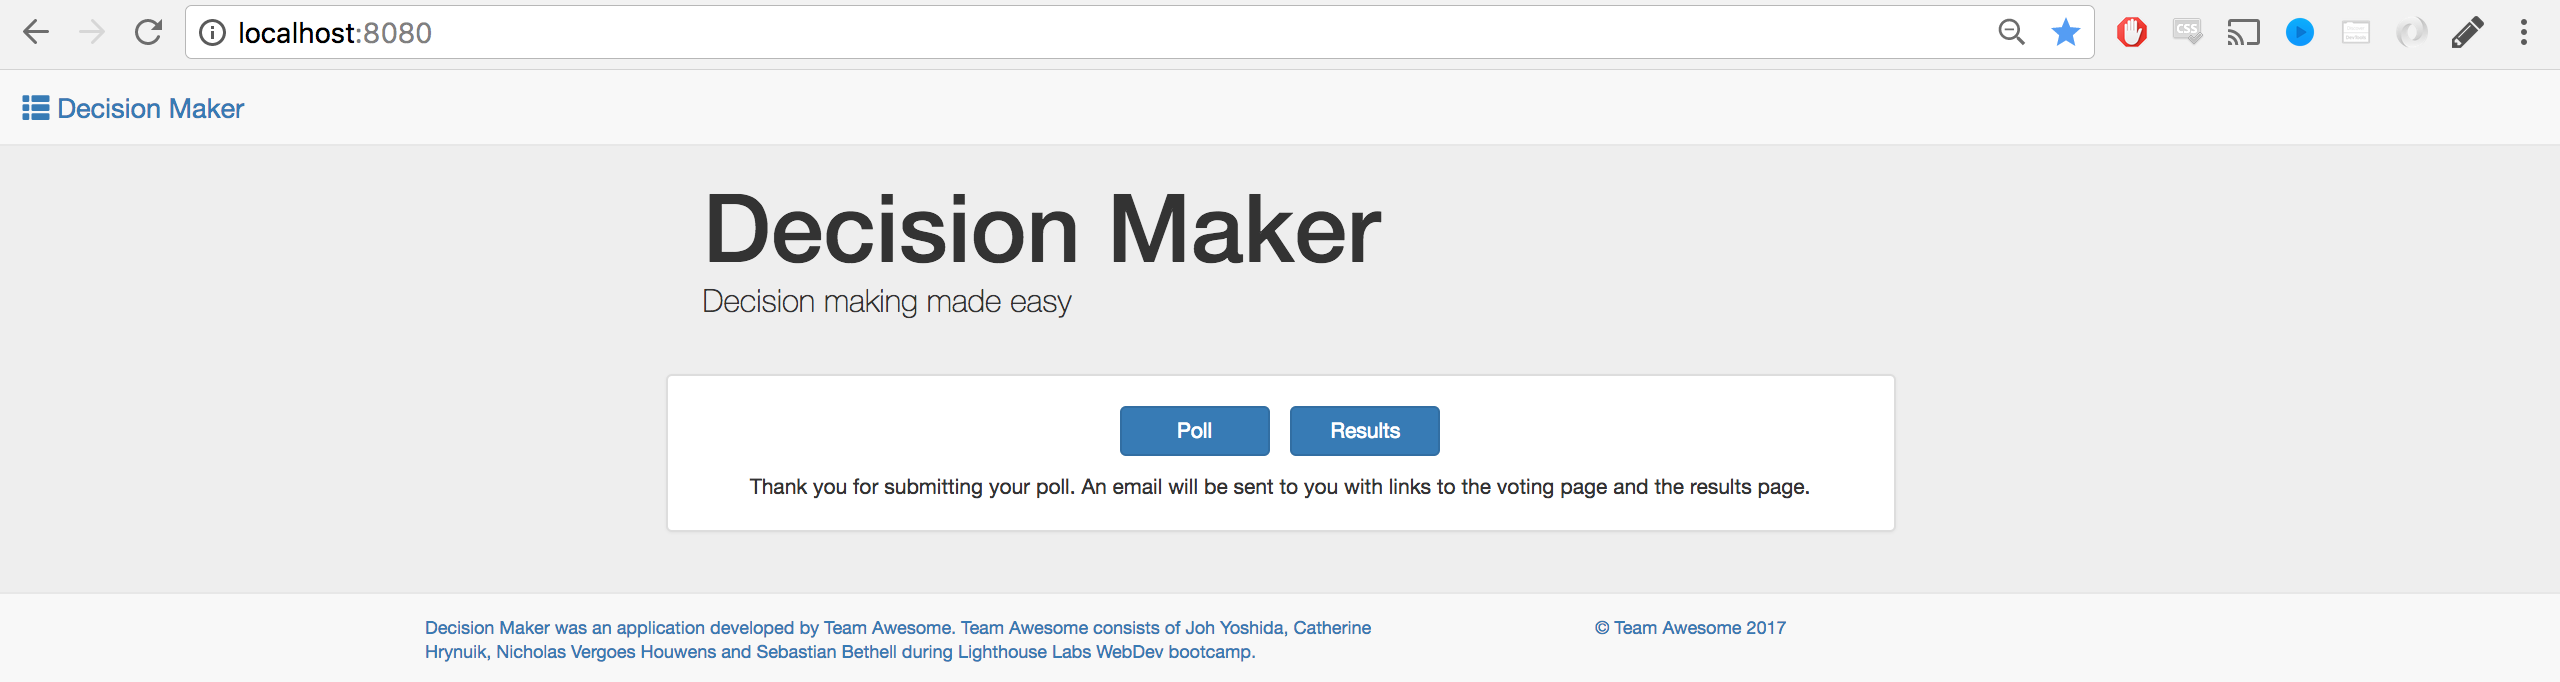 localhost:8080
CSS
Decision Maker
Decision Maker
Decision making made easy
Poll Results
Thank you for submitting your poll. An email will be sent to you with links to the voting page and the results page.
Decision Maker was an application developed by Team Awesome. Team Awesome consists of Joh Yoshida, Catherine
Hrynuik, Nicholas Vergoes Houwens and Sebastian Bethell during Lighthouse Labs WebDev bootcamp.
© Team Awesome 2017